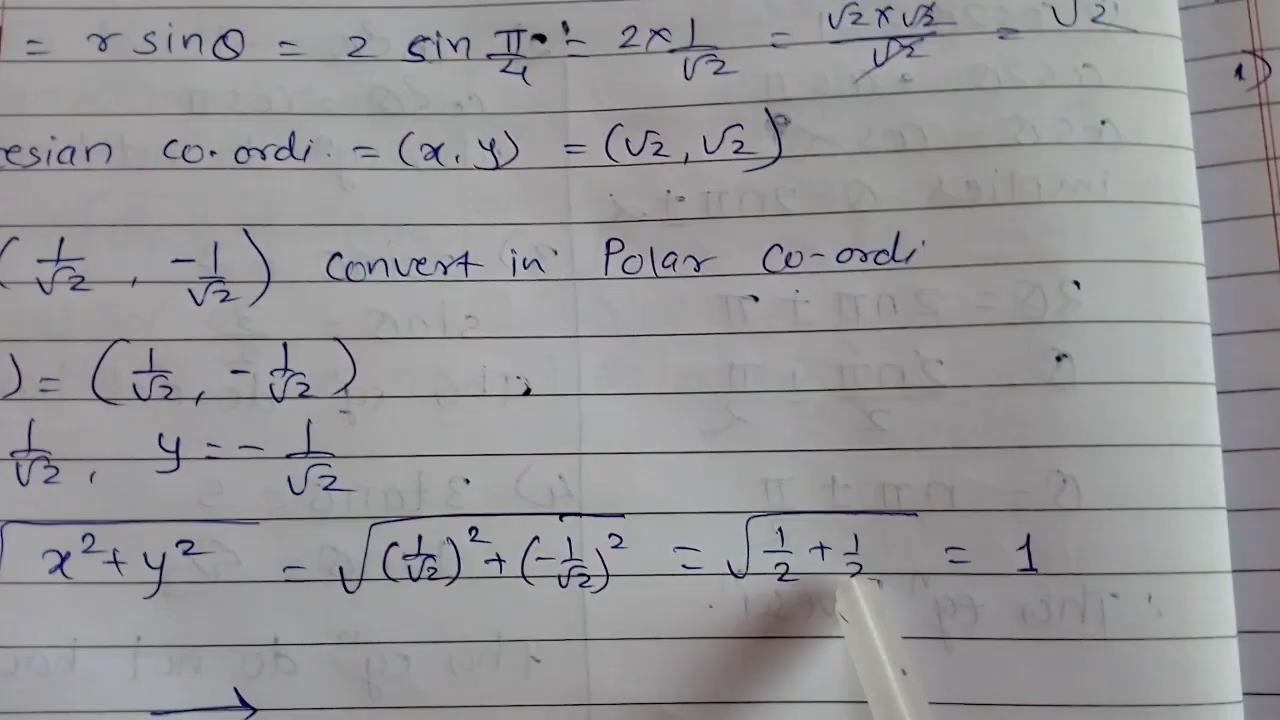 = r sinθ = 2 sin π/4 = 2 × 1/√2 = √2 × √2/√2 = √2
1)
esian co.ordi. = (x, y) = (√2, √2)
(1/√2, -1/√2) convert in Polar co-ordi
) = (1/√2, -1/√2)
1/√2, y = -1/√2
√x² + y² = √(1/√2)² + (-1/√2)² = √1/2 + 1/2 = 1